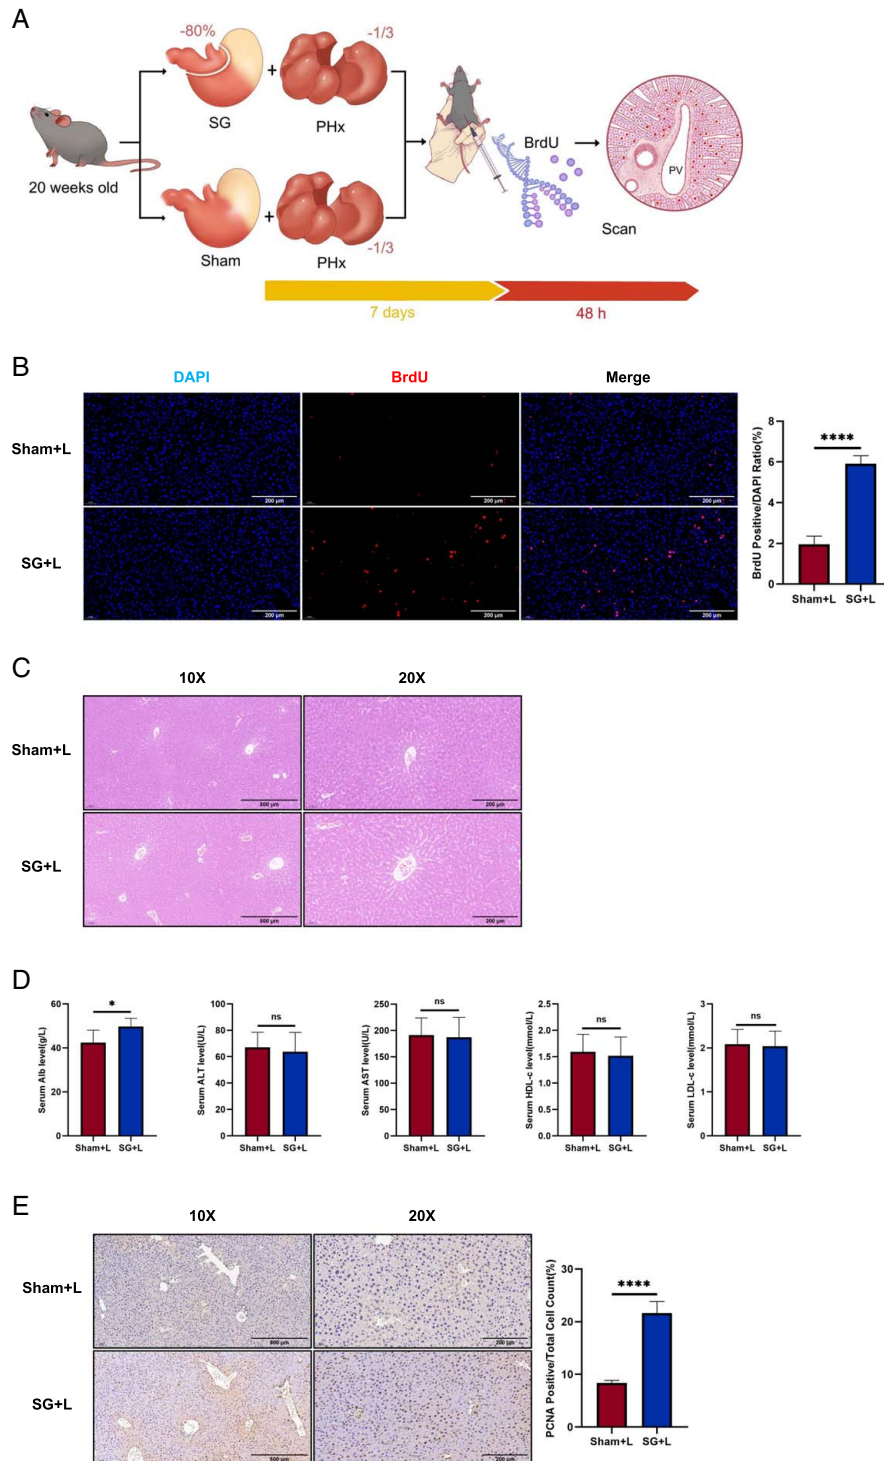 A
-80%
-1/3
SG
+
PHx
20 weeks old
BrdU
PV
Scan
Sham
+
PHx
-1/3
7 days
48 h
B
DAPI
BrdU
Merge
Sham+L
200 µm
200 µm
200 µm
SG+L
200 µm
200 µm
200 µm
BrdU Positive/DAPI Ratio(%)
8
6
4
2
0
****
Sham+L
SG+L
C
10X
20X
Sham+L
500 µm
200 µm
SG+L
500 µm
200 µm
D
Serum Alb level(g/L)
60
40
20
0
*
Sham+L
SG+L
Serum ALT level(U/L)
100
80
60
40
20
0
ns
Sham+L
SG+L
Serum AST level(U/L)
250
200
150
100
50
0
ns
Sham+L
SG+L
Serum HDL-c level(mmol/L)
2.5
2.0
1.5
1.0
0.5
0.0
ns
Sham+L
SG+L
Serum LDL-c level(mmol/L)
3
2
1
0
ns
Sham+L
SG+L
E
10X
20X
Sham+L
500 µm
200 µm
SG+L
500 µm
200 µm
PCNA Positive/Total Cell Count(%)
30
20
10
0
****
Sham+L
SG+L